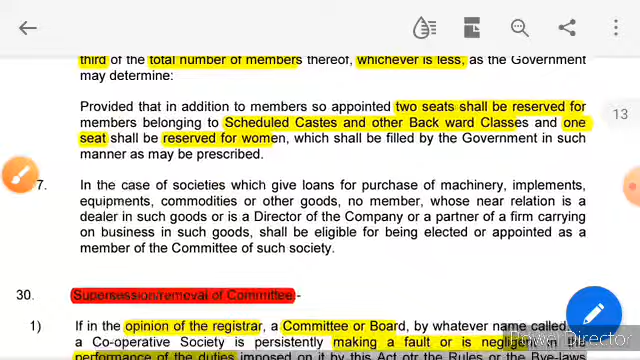 third of the total number of members thereof, whichever is less, as the Government
may determine:
Provided that in addition to members so appointed two seats shall be reserved for
members belonging to Scheduled Castes and other Back ward Classes and one
seat shall be reserved for women, which shall be filled by the Government in such
manner as may be prescribed.
13
7. In the case of societies which give loans for purchase of machinery, implements,
equipments, commodities or other goods, no member, whose near relation is a
dealer in such goods or is a Director of the Company or a partner of a firm carrying
on business in such goods, shall be eligible for being elected or appointed as a
member of the Committee of such society.
30. Supersession/removal of Committee:-
1) If in the opinion of the registrar, a Committee or Board, by whatever name called.
a Co-operative Society is persistently making a fault or is negligent in the
performance of the duties imposed on it by this Act otr the Rules or the Bye-laws
PowerDirector